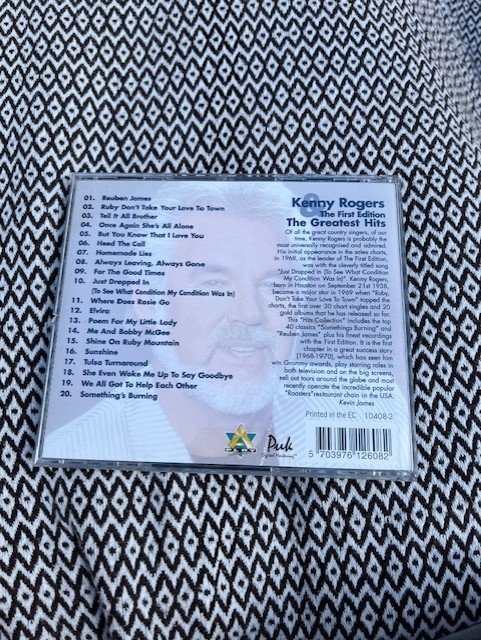 01. Reuben James
02. Ruby Don't Take Your Love To Town
03. Tell It All Brother
04. Once Again She's All Alone
05. But You Know That I Love You
06. Heed The Call
07. Homemade Lies
08. Always Leaving, Always Gone
09. For The Good Times
10. Just Dropped In
(To See What Condition My Condition Was In)
11. Where Does Rosie Go
12. Elvira
13. Poem For My Little Lady
14. Me And Bobby McGee
15. Shine On Ruby Mountain
16. Sunshine
17. Tulsa Turnaround
18. She Even Woke Me Up To Say Goodbye
19. We All Got To Help Each Other
20. Something's Burning
Kenny Rogers
&
The First Edition
The Greatest Hits
Of all the great country singers, of our
time, Kenny Rogers is probably the
most universally recognised and admired.
His initial appearance in the sales charts,
in 1968, as the leader of The First Edition,
was with the cleverly titled song
"Just Dropped In (To See What Condition
My Condition Was In)". Kenny Rogers,
born in Houston on September 21st 1938,
become a major star in 1969 when "Ruby,
Don't Take Your Love To Town" topped the
charts, the first over 30 chart singles and 20
gold albums that he has released so far.
This "Hits Collection" includes the top
40 classics "Somethings Burning" and
"Reuben James" plus his finest recordings
with the First Edition. It is the first
chapter in a great success story
[1968-1970], which has seen him
win Grammy awards, play starring roles in
both television and on the big screens,
sell out tours around the globe and most
recently operate the incredible popular
"Roosters" restaurant chain in the USA.
Kevin James
Printed in the EC 10408-2
5 703976 126082
Puk
Digital Mastering™